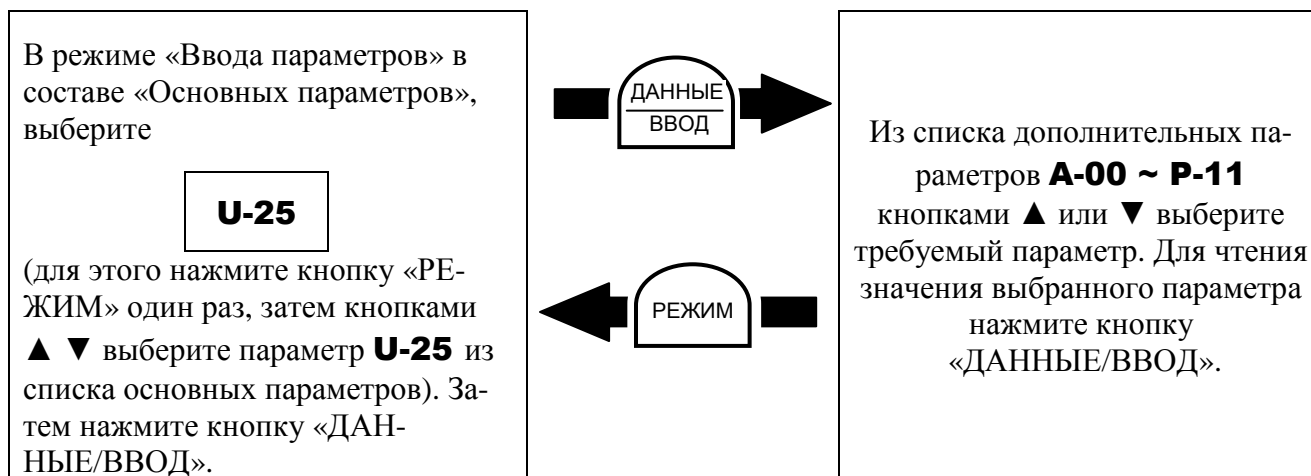 В режиме «Ввода параметров» в
составе «Основных параметров»,
выберите
U-25
(для этого нажмите кнопку «РЕ-
ЖИМ» один раз, затем кнопками
▲ ▼ выберите параметр U-25 из
списка основных параметров). За-
тем нажмите кнопку «ДАН-
НЫЕ/ВВОД».
ДАННЫЕ
ВВОД
РЕЖИМ
Из списка дополнительных па-
раметров A-00 ~ P-11
кнопками ▲ или ▼ выберите
требуемый параметр. Для чтения
значения выбранного параметра
нажмите кнопку
«ДАННЫЕ/ВВОД».